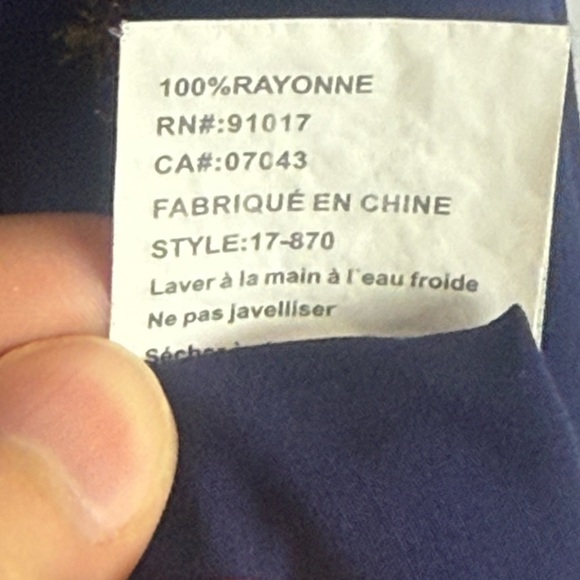 100%RAYONNE
RN#:91017
CA#:07043
FABRIQUÉ EN CHINE
STYLE:17-870
Laver à la main à l'eau froide
Ne pas javelliser